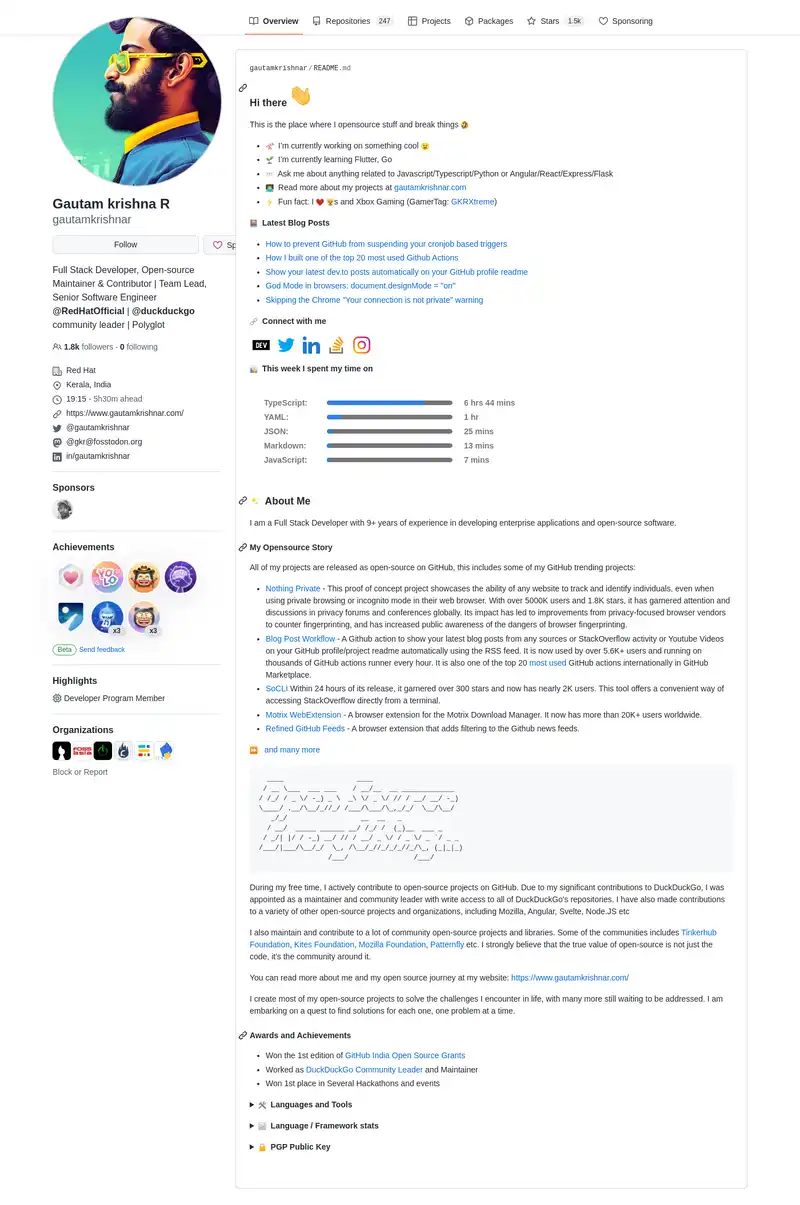 Overview
Repositories 247
Projects
Packages
Stars 1.5k
Sponsoring
Gautam krishna R
gautamkrishnar
Follow
Sp
Full Stack Developer, Open-source
Maintainer & Contributor | Team Lead,
Senior Software Engineer
@RedHatOfficial | @duckduckgo
community leader | Polyglot
1.8k followers · 0 following
Red Hat
Kerala, India
19:15 - 5h30m ahead
https://www.gautamkrishnar.com/
@gautamkrishnar
@gkr@fosstodon.org
in/gautamkrishnar
Sponsors
Achievements
YOLO
x3
x3
Beta Send feedback
Highlights
Developer Program Member
Organizations
Block or Report
gautamkrishnar/README.md
Hi there 👋
This is the place where I opensource stuff and break things 🤣
I'm currently working on something cool 😉
I'm currently learning Flutter, Go
Ask me about anything related to Javascript/Typescript/Python or Angular/React/Express/Flask
Read more about my projects at gautamkrishnar.com
Fun fact: I ❤️ 🐕s and Xbox Gaming (GamerTag: GKRXtreme)
Latest Blog Posts
How to prevent GitHub from suspending your cronjob based triggers
How I built one of the top 20 most used Github Actions
Show your latest dev.to posts automatically on your GitHub profile readme
God Mode in browsers: document.designMode = "on"
Skipping the Chrome "Your connection is not private" warning
Connect with me
DEV
This week I spent my time on
TypeScript: 6 hrs 44 mins
YAML: 1 hr
JSON: 25 mins
Markdown: 13 mins
JavaScript: 7 mins
About Me
I am a Full Stack Developer with 9+ years of experience in developing enterprise applications and open-source software.
My Opensource Story
All of my projects are released as open-source on GitHub, this includes some of my GitHub trending projects:
Nothing Private - This proof of concept project showcases the ability of any website to track and identify individuals, even when
using private browsing or incognito mode in their web browser. With over 5000K users and 1.8K stars, it has garnered attention and
discussions in privacy forums and conferences globally. Its impact has led to improvements from privacy-focused browser vendors
to counter fingerprinting, and has increased public awareness of the dangers of browser fingerprinting.
Blog Post Workflow - A Github action to show your latest blog posts from any sources or StackOverflow activity or Youtube Videos
on your GitHub profile/project readme automatically using the RSS feed. It is now used by over 5.6K+ users and running on
thousands of GitHub actions runner every hour. It is also one of the top 20 most used GitHub actions internationally in GitHub
Marketplace.
SoCLI Within 24 hours of its release, it garnered over 300 stars and now has nearly 2K users. This tool offers a convenient way of
accessing StackOverflow directly from a terminal.
Motrix WebExtension - A browser extension for the Motrix Download Manager. It now has more than 20K+ users worldwide.
Refined GitHub Feeds - A browser extension that adds filtering to the Github news feeds.
and many more
During my free time, I actively contribute to open-source projects on GitHub. Due to my significant contributions to DuckDuckGo, I was
appointed as a maintainer and community leader with write access to all of DuckDuckGo's repositories. I have also made contributions
to a variety of other open-source projects and organizations, including Mozilla, Angular, Svelte, Node.JS etc
I also maintain and contribute to a lot of community open-source projects and libraries. Some of the communities includes Tinkerhub
Foundation, Kites Foundation, Mozilla Foundation, Patternfly etc. I strongly believe that the true value of open-source is not just the
code, it's the community around it.
You can read more about me and my open source journey at my website: https://www.gautamkrishnar.com/
I create most of my open-source projects to solve the challenges I encounter in life, with many more still waiting to be addressed. I am
embarking on a quest to find solutions for each one, one problem at a time.
Awards and Achievements
Won the 1st edition of GitHub India Open Source Grants
Worked as DuckDuckGo Community Leader and Maintainer
Won 1st place in Several Hackathons and events
Languages and Tools
Language / Framework stats
PGP Public Key